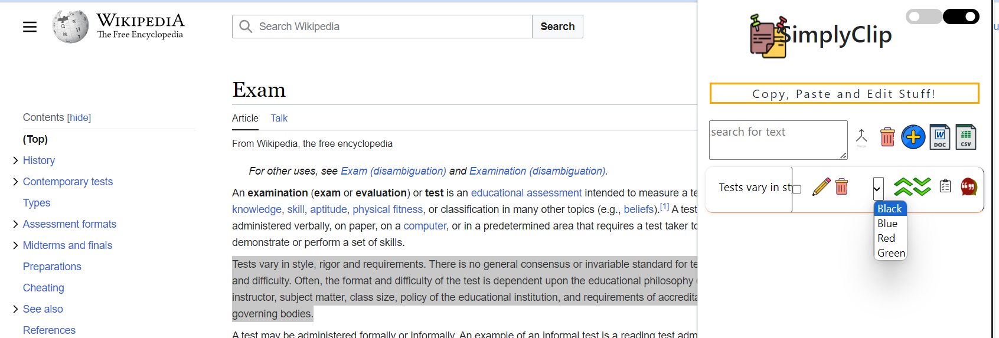 WIKIPEDIA
The Free Encyclopedia
Search Wikipedia
Search
Contents [hide]
(Top)
History
Contemporary tests
Types
Assessment formats
Midterms and finals
Preparations
Cheating
See also
References
Exam
Article Talk
From Wikipedia, the free encyclopedia
For other uses, see Exam (disambiguation) and Examination (disambiguation).
An examination (exam or evaluation) or test is an educational assessment intended to measure a te
knowledge, skill, aptitude, physical fitness, or classification in many other topics (e.g., beliefs).[1] A test
administered verbally, on paper, on a computer, or in a predetermined area that requires a test taker to
demonstrate or perform a set of skills.
Tests vary in style, rigor and requirements. There is no general consensus or invariable standard for te
and difficulty. Often, the format and difficulty of the test is dependent upon the educational philosophy
instructor, subject matter, class size, policy of the educational institution, and requirements of accredita
governing bodies.
A test may be administered formally or informally. An example of an informal test is a reading test adm
SimplyClip
Copy, Paste and Edit Stuff!
search for text
Merge
DOC
CSV
Tests vary in st
Black
Blue
Red
Green